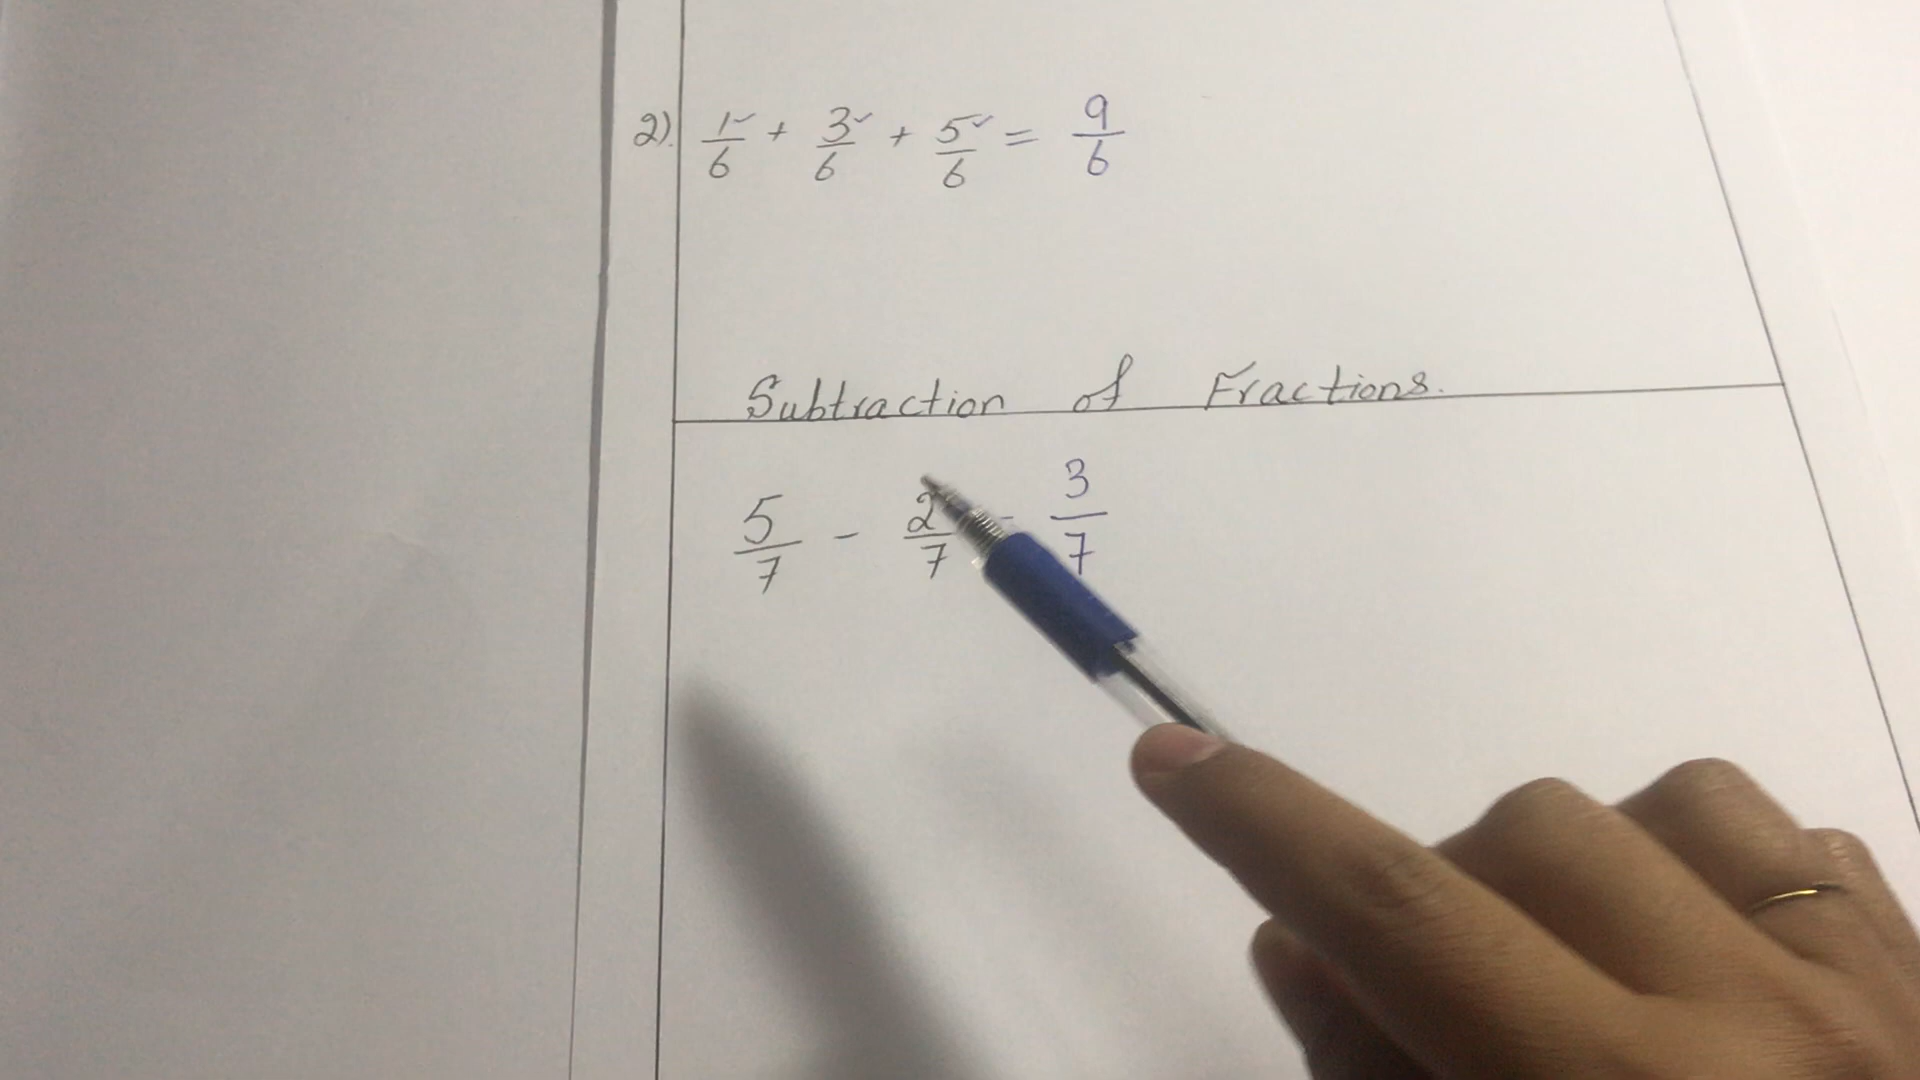 2) 1/6 + 3/6 + 5/6 = 9/6
Subtraction of Fractions.
5/7 - 2/7 = 3/7